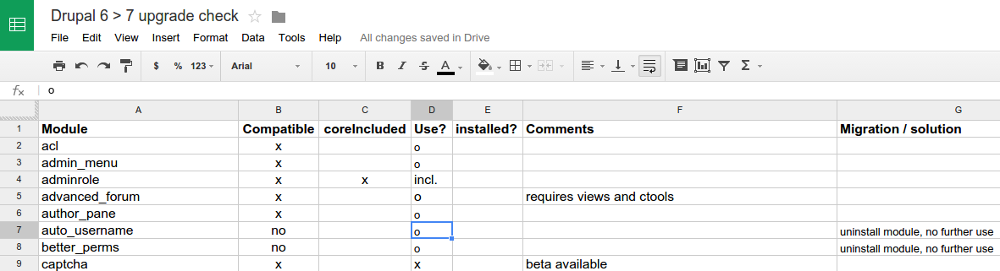 Drupal 6 > 7 upgrade check
File Edit View Insert Format Data Tools Help All changes saved in Drive
$ % 123 Arial 10 B I S A Σ
fx o
A B C D E F G
1 Module Compatible coreIncluded Use? installed? Comments Migration / solution
2 acl x o
3 admin_menu x o
4 adminrole x x incl.
5 advanced_forum x o requires views and ctools
6 author_pane x o
7 auto_username no o uninstall module, no further use
8 better_perms no o uninstall module, no further use
9 captcha x x beta available